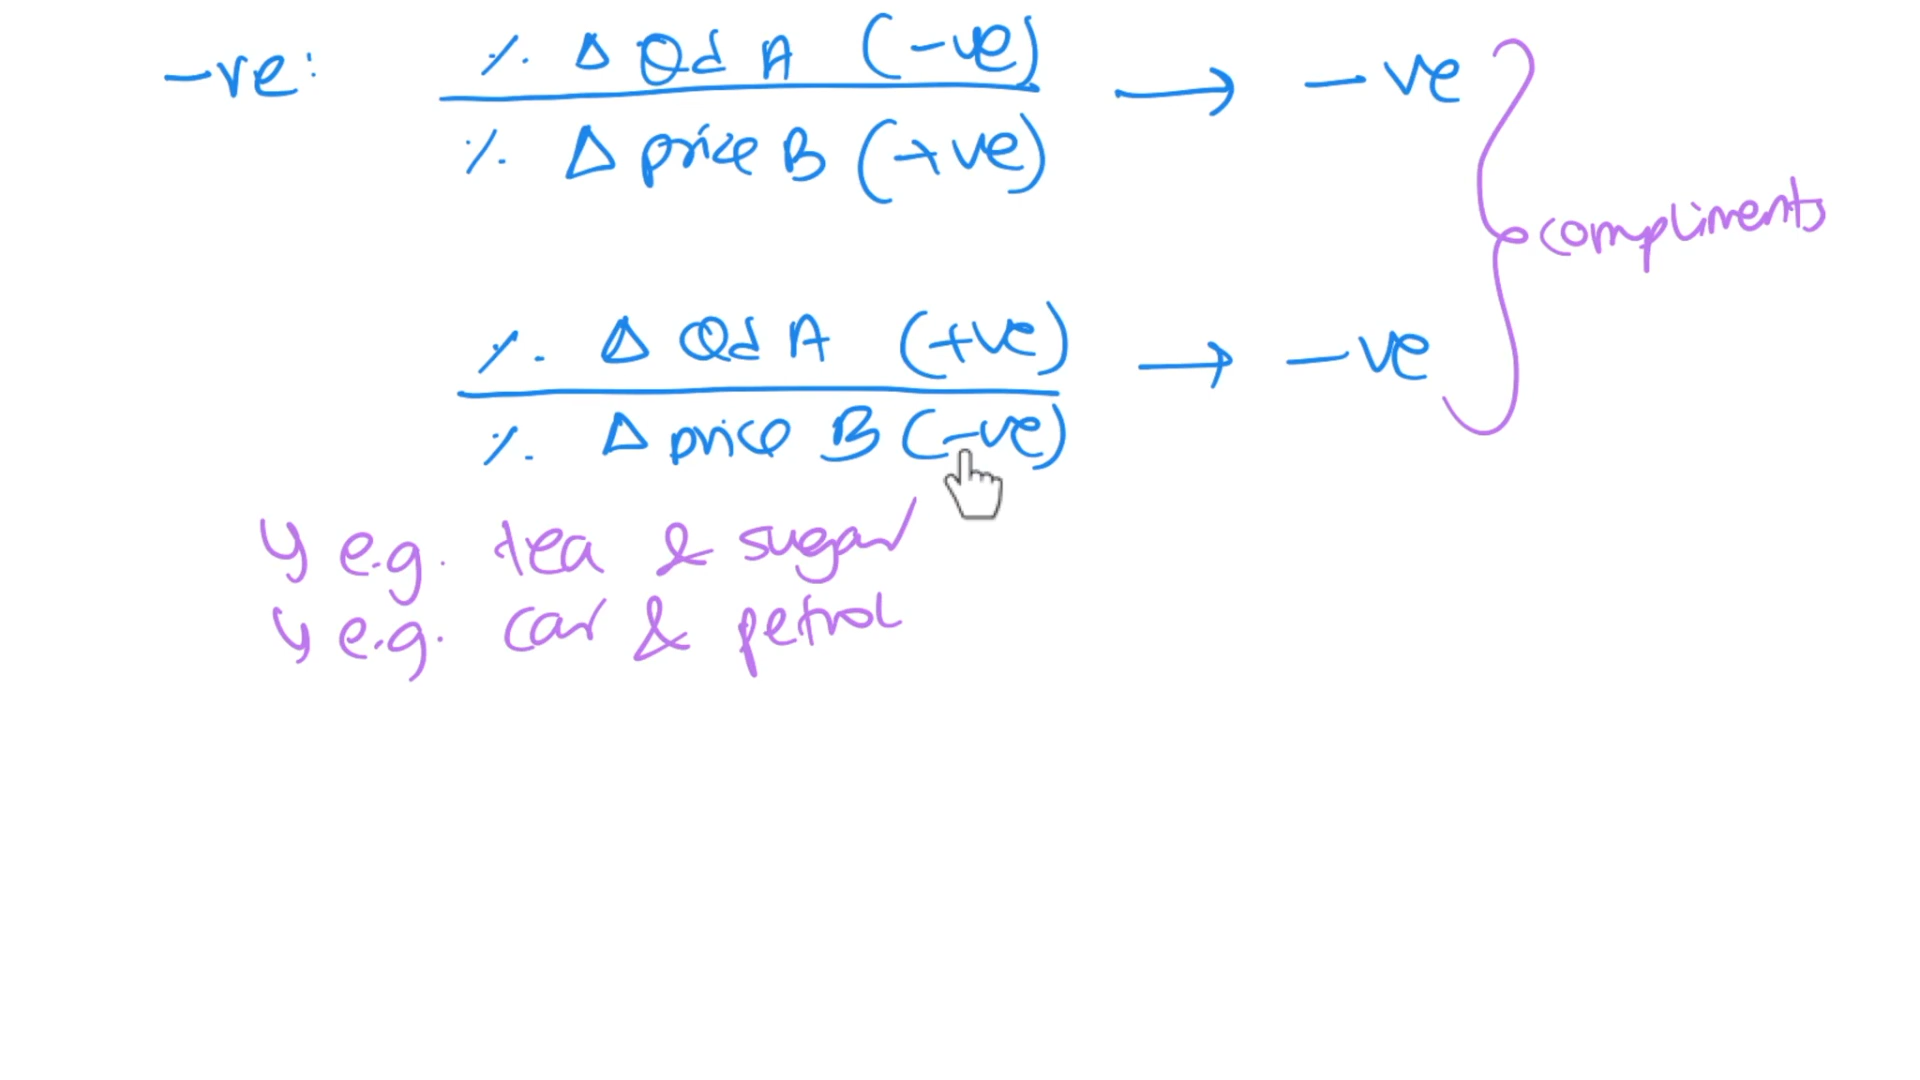 -ve: % Δ Qd A (-ve) → -ve
% Δ price B (+ve)
compliments
% Δ Qd A (+ve) → -ve
% Δ price B (-ve)
↳ e.g. tea & sugar
↳ e.g. car & petrol